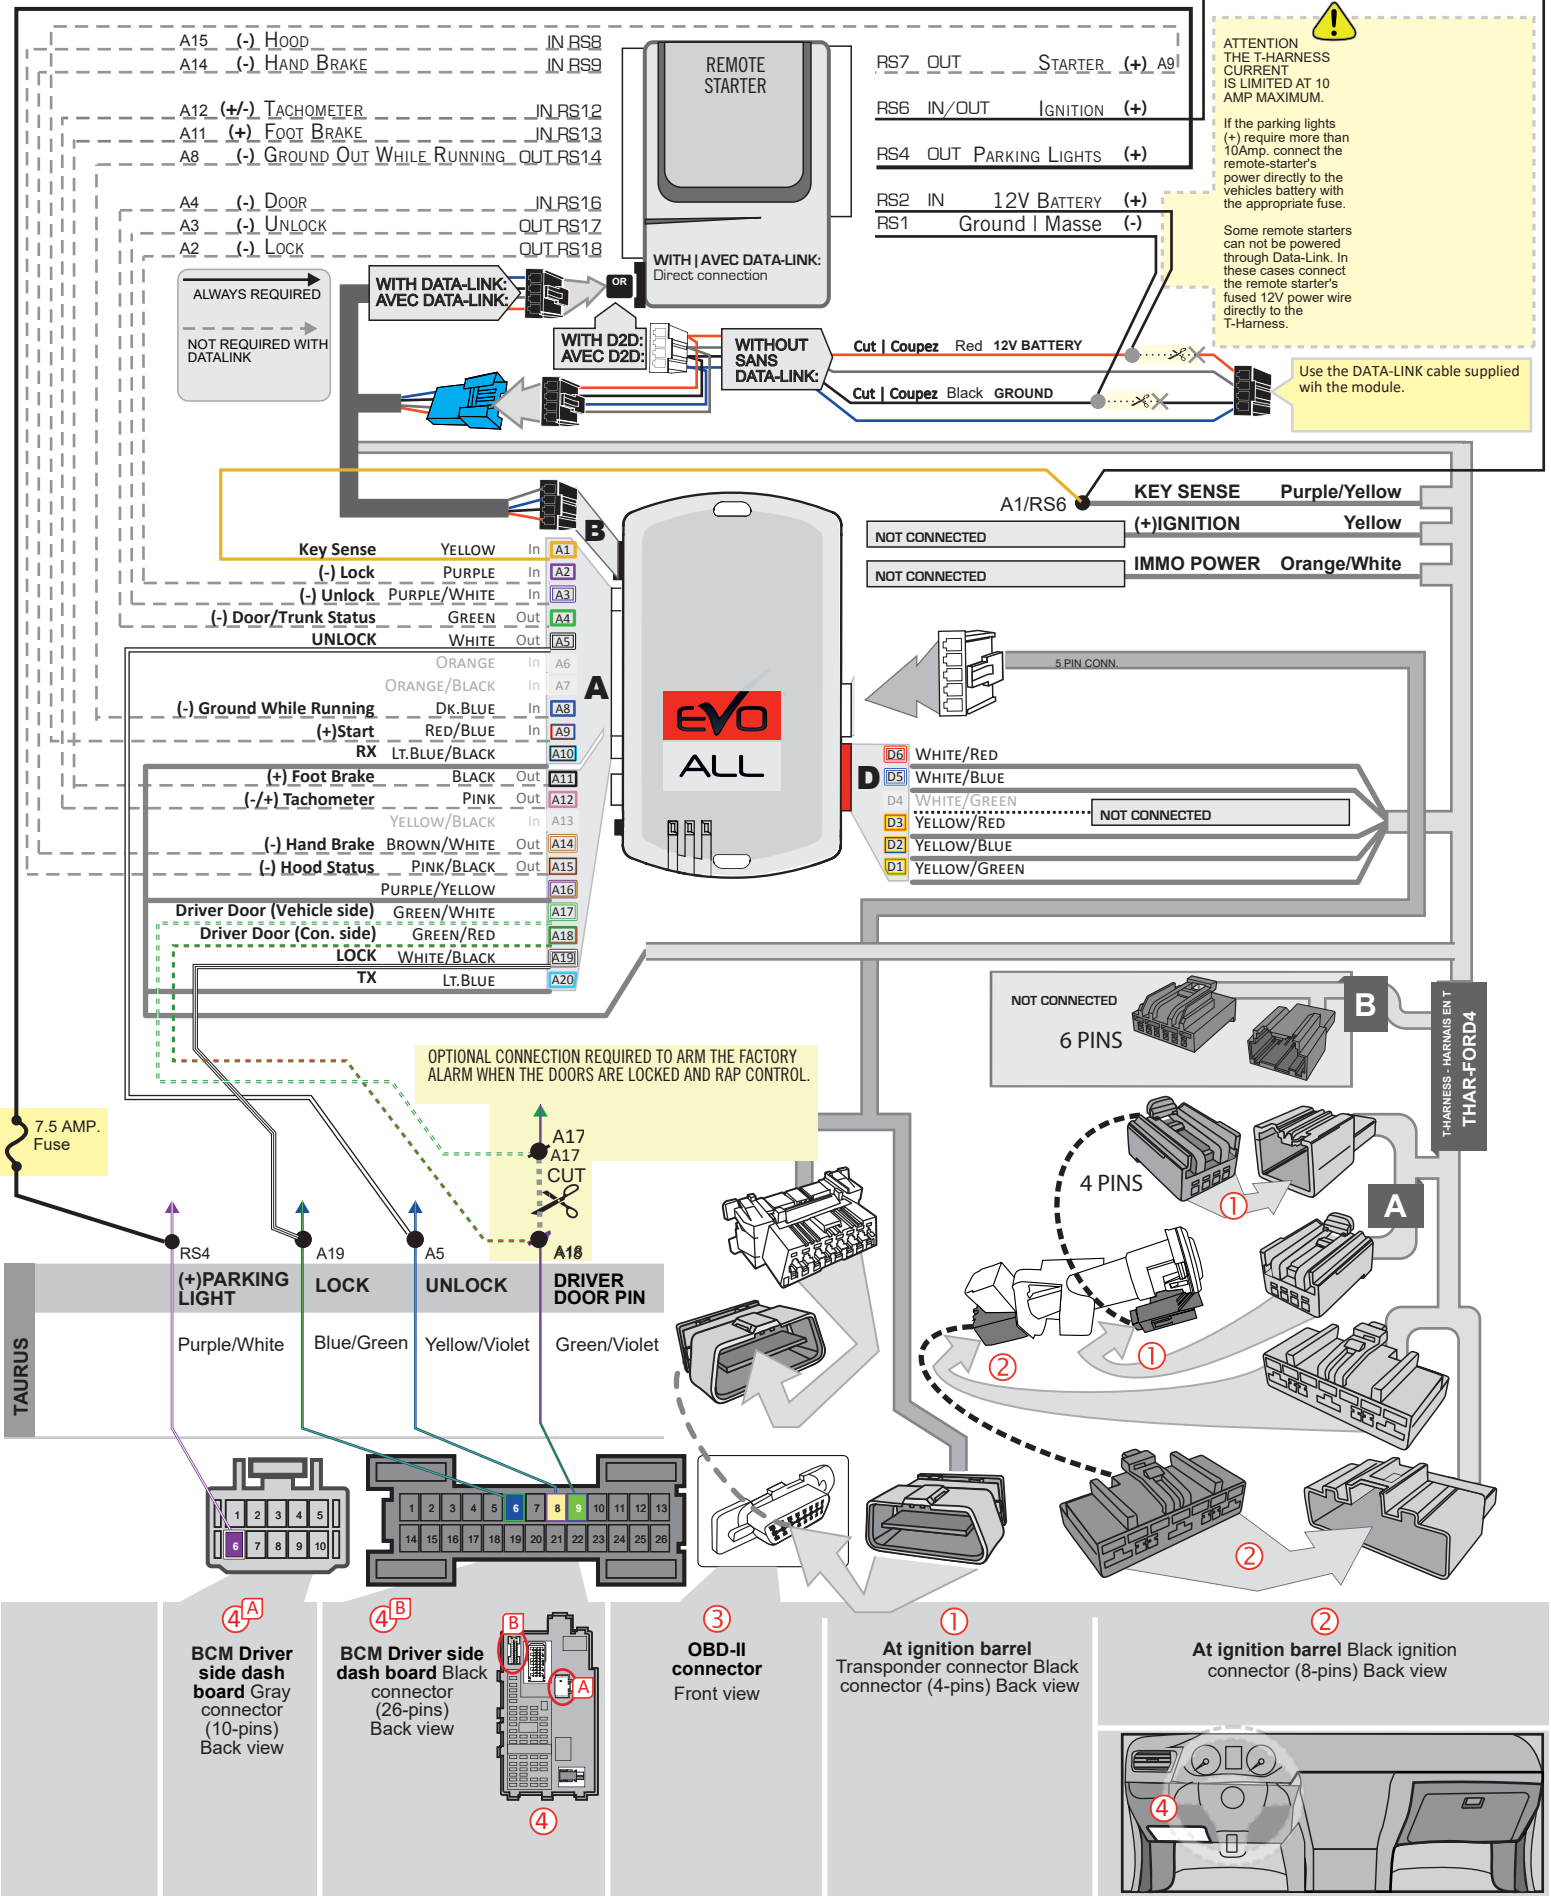 A15 (-) HOOD IN RS8
A14 (-) HAND BRAKE IN RS9
A12 (+/-) TACHOMETER IN RS12
A11 (+) FOOT BRAKE IN RS13
A8 (-) GROUND OUT WHILE RUNNING OUT RS14
A4 (-) DOOR IN RS16
A3 (-) UNLOCK OUT RS17
A2 (-) LOCK OUT RS18
REMOTE
STARTER
WITH | AVEC DATA-LINK:
Direct connection
RS7 OUT STARTER (+) A9
RS6 IN/OUT IGNITION (+)
RS4 OUT PARKING LIGHTS (+)
RS2 IN 12V BATTERY (+)
RS1 Ground | Masse (-)
ATTENTION
THE T-HARNESS
CURRENT
IS LIMITED AT 10
AMP MAXIMUM.
If the parking lights
(+) require more than
10Amp. connect the
remote-starter's
power directly to the
vehicles battery with
the appropriate fuse.
Some remote starters
can not be powered
through Data-Link. In
these cases connect
the remote starter's
fused 12V power wire
directly to the
T-Harness.
ALWAYS REQUIRED
NOT REQUIRED WITH
DATALINK
WITH DATA-LINK:
AVEC DATA-LINK:
OR
WITH D2D:
AVEC D2D:
WITHOUT
SANS
DATA-LINK:
Cut | Coupez Red 12V BATTERY
Cut | Coupez Black GROUND
Use the DATA-LINK cable supplied
wih the module.
A1/RS6
KEY SENSE Purple/Yellow
NOT CONNECTED (+)IGNITION Yellow
NOT CONNECTED IMMO POWER Orange/White
B
Key Sense YELLOW In A1
(-) Lock PURPLE In A2
(-) Unlock PURPLE/WHITE In A3
(-) Door/Trunk Status GREEN Out A4
UNLOCK WHITE Out A5
ORANGE In A6
ORANGE/BLACK In A7
(-) Ground While Running DK.BLUE In A8
(+)Start RED/BLUE In A9
RX LT.BLUE/BLACK A10
(+) Foot Brake BLACK Out A11
(-/+) Tachometer PINK Out A12
YELLOW/BLACK In A13
(-) Hand Brake BROWN/WHITE Out A14
(-) Hood Status PINK/BLACK Out A15
PURPLE/YELLOW A16
Driver Door (Vehicle side) GREEN/WHITE A17
Driver Door (Con. side) GREEN/RED A18
LOCK WHITE/BLACK A19
TX LT.BLUE A20
A
EVO
ALL
5 PIN CONN.
D
D6 WHITE/RED
D5 WHITE/BLUE
D4 WHITE/GREEN
NOT CONNECTED
D3 YELLOW/RED
D2 YELLOW/BLUE
D1 YELLOW/GREEN
NOT CONNECTED
6 PINS
B
T-HARNESS - HARNAIS EN T
THAR-FORD4
4 PINS
1
A
2
1
2
OPTIONAL CONNECTION REQUIRED TO ARM THE FACTORY
ALARM WHEN THE DOORS ARE LOCKED AND RAP CONTROL.
7.5 AMP.
Fuse
A17
A17
CUT
A18
RS4
A19
A5
TAURUS
(+)PARKING
LIGHT
LOCK
UNLOCK
DRIVER
DOOR PIN
Purple/White
Blue/Green
Yellow/Violet
Green/Violet
1 2 3 4 5
6 7 8 9 10
1 2 3 4 5 6 7 8 9 10 11 12 13
14 15 16 17 18 19 20 21 22 23 24 25 26
4 A
BCM Driver
side dash
board Gray
connector
(10-pins)
Back view
4 B
BCM Driver side
dash board Black
connector
(26-pins)
Back view
B
A
4
3
OBD-II
connector
Front view
1
At ignition barrel
Transponder connector Black
connector (4-pins) Back view
2
At ignition barrel Black ignition
connector (8-pins) Back view
4